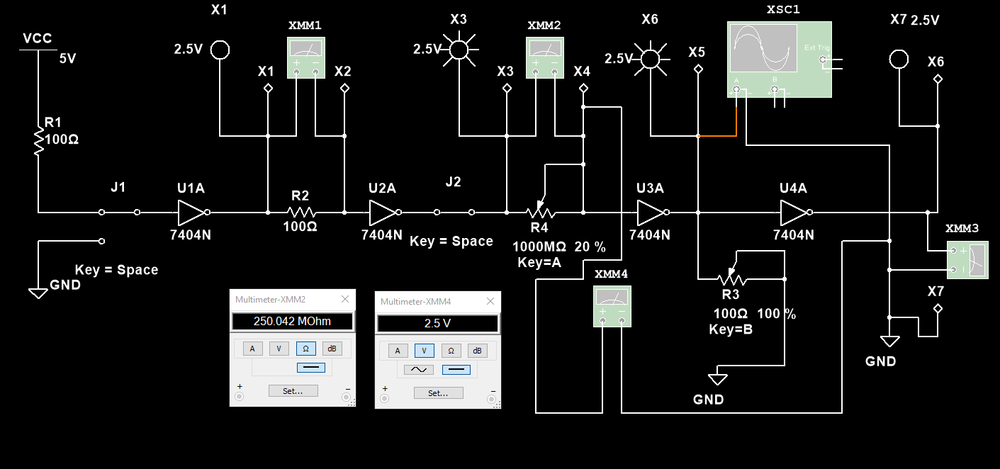 X1
XSC1
VCC
5V
2.5V
XMM1
X3
2.5V
XMM2
X6
2.5V
X5
X7 2.5V
Ext Trig
A
B
X1
X2
X3
X4
X6
R1
100Ω
J1
U1A
7404N
R2
100Ω
U2A
7404N
J2
Key = Space
R4
1000MΩ 20 %
Key=A
U3A
7404N
U4A
7404N
XMM3
Key = Space
GND
XMM4
R3
100Ω 100 %
Key=B
X7
GND
GND
Multimeter-XMM2
250.042 MOhm
A V Ω dB
Set...
+ −
Multimeter-XMM4
2.5 V
A V Ω dB
Set...
+ −